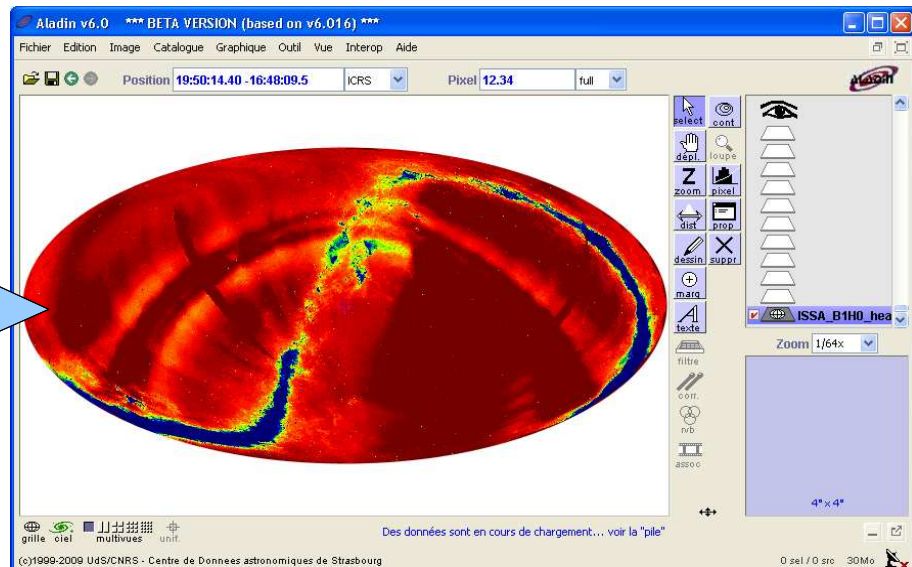 Aladin v6.0 *** BETA VERSION (based on v6.016) ***
Fichier Edition Image Catalogue Graphique Outil Vue Interop Aide
Position 19:50:14.40 -16:48:09.5 ICRS Pixel 12.34 full Aladin
select cont
dépl. loupe
zoom pixel
dist prop
dessin suppr
marq
texte
filtre
corr.
rvb
assoc
ISSA_B1H0_hea
Zoom 1/64x
4" x 4"
grille ciel multivues unif.
Des données sont en cours de chargement... voir la "pile"
(c)1999-2009 UdS/CNRS - Centre de Donnees astronomiques de Strasbourg
0 sel / 0 src 30Mo